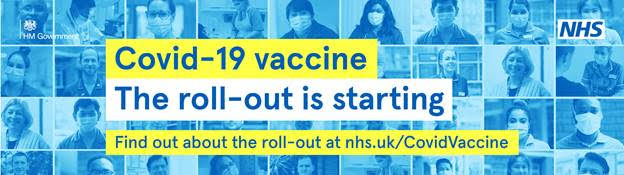 HM Government
NHS
Covid-19 vaccine
The roll-out is starting
Find out about the roll-out at nhs.uk/CovidVaccine